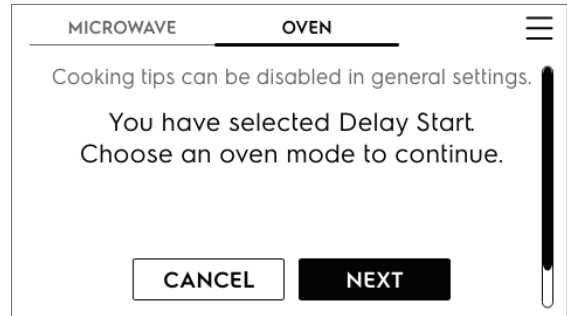 MICROWAVE OVEN
Cooking tips can be disabled in general settings.
You have selected Delay Start.
Choose an oven mode to continue.
CANCEL NEXT